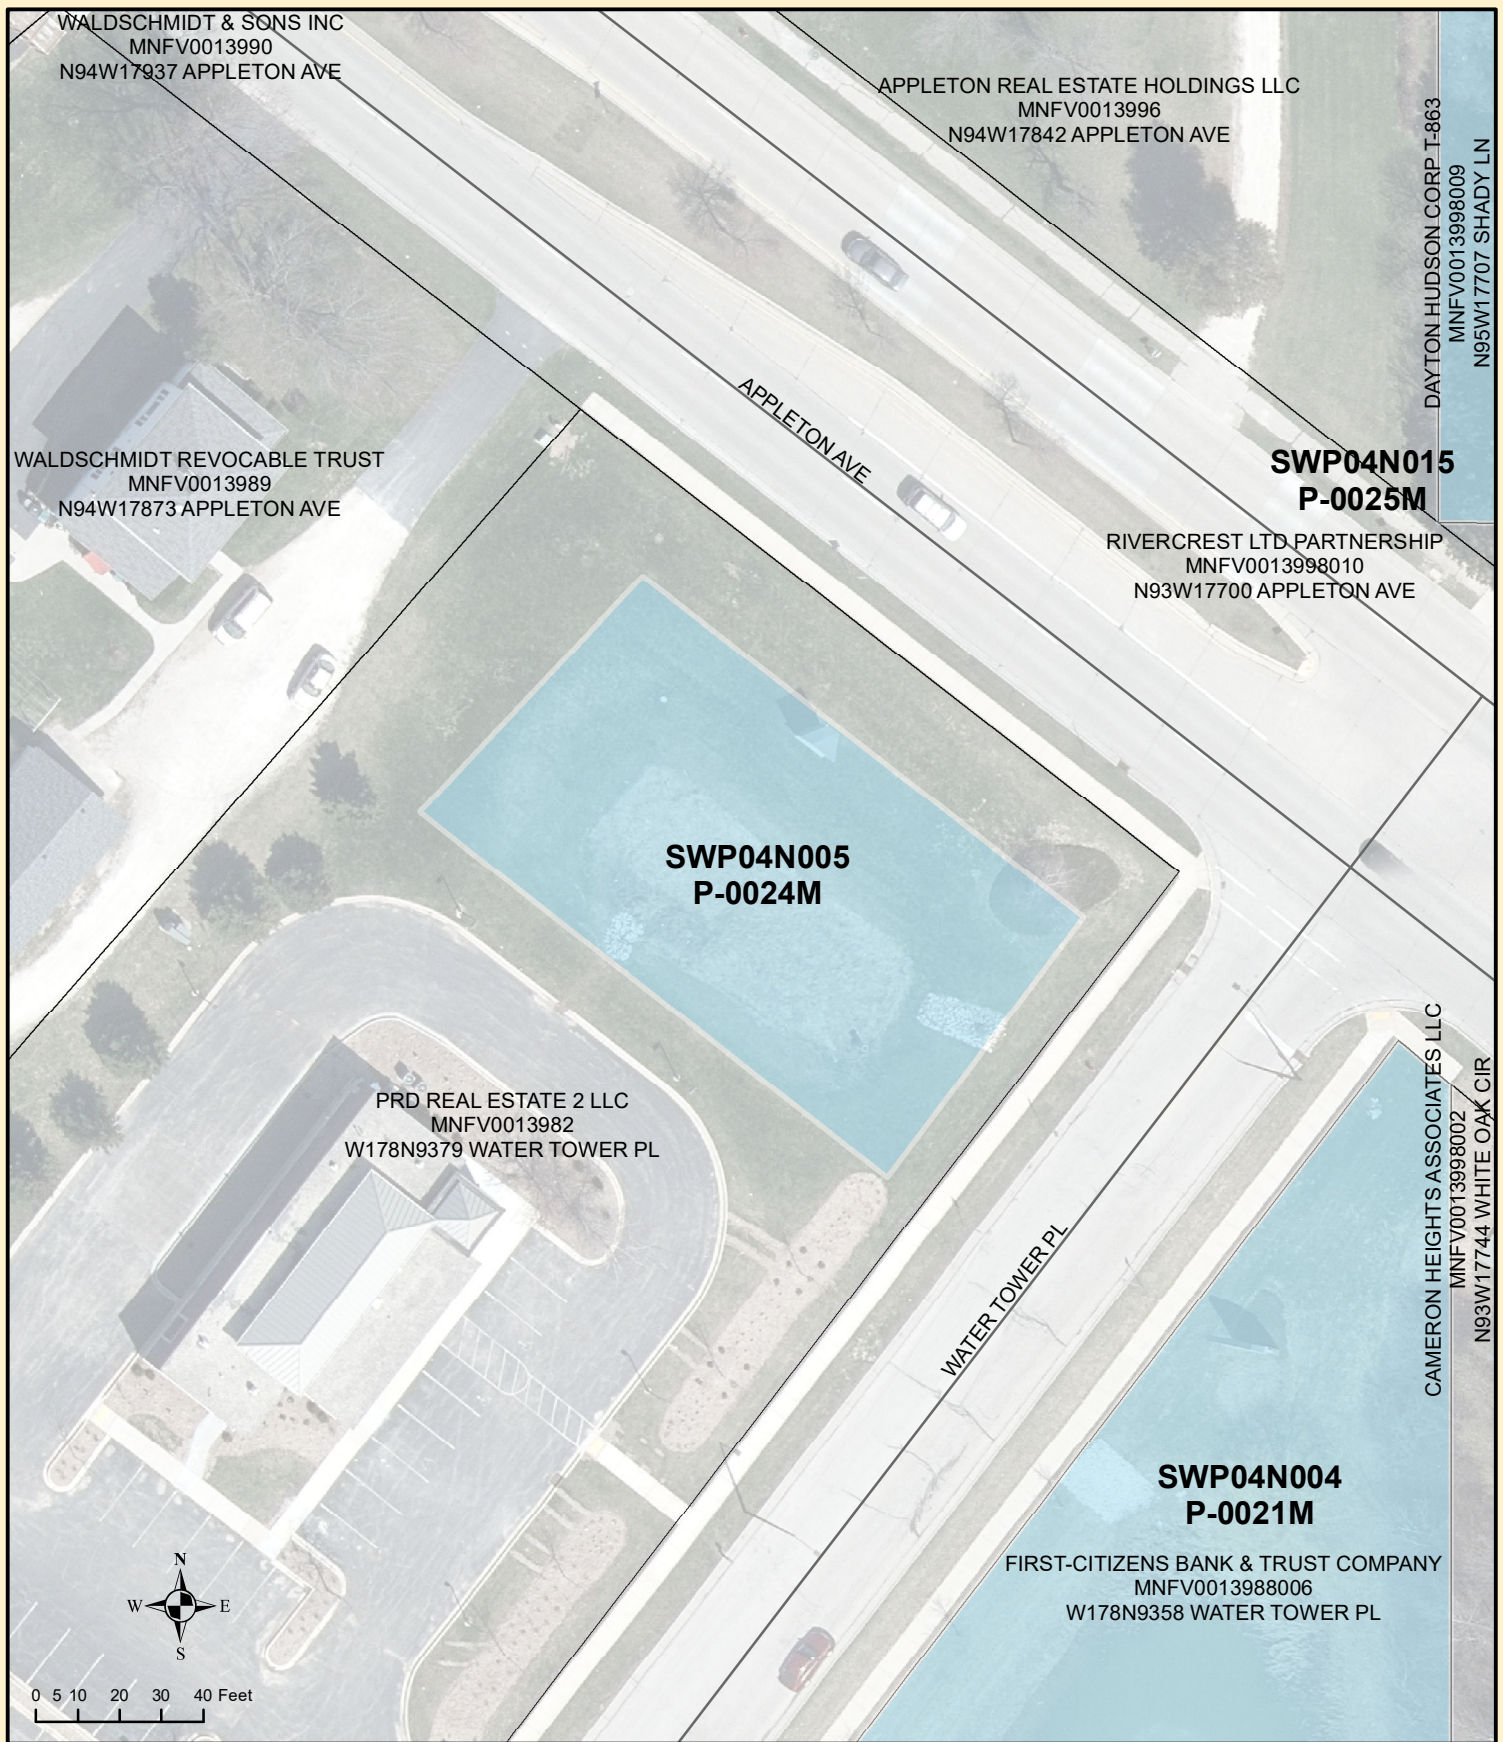 WALDSCHMIDT & SONS INC
MNFV0013990
N94W17937 APPLETON AVE
APPLETON REAL ESTATE HOLDINGS LLC
MNFV0013996
N94W17842 APPLETON AVE
DAYTON HUDSON CORP T-863
MNFV0013998009
N95W17707 SHADY LN
APPLETON AVE
WALDSCHMIDT REVOCABLE TRUST
MNFV0013989
N94W17873 APPLETON AVE
SWP04N015
P-0025M
RIVERCREST LTD PARTNERSHIP
MNFV0013998010
N93W17700 APPLETON AVE
SWP04N005
P-0024M
PRD REAL ESTATE 2 LLC
MNFV0013982
W178N9379 WATER TOWER PL
CAMERON HEIGHTS ASSOCIATES LLC
MNFV0013998002
N93W17744 WHITE OAK CIR
WATER TOWER PL
SWP04N004
P-0021M
FIRST-CITIZENS BANK & TRUST COMPANY
MNFV0013988006
W178N9358 WATER TOWER PL
N
W E
S
0 5 10 20 30 40 Feet